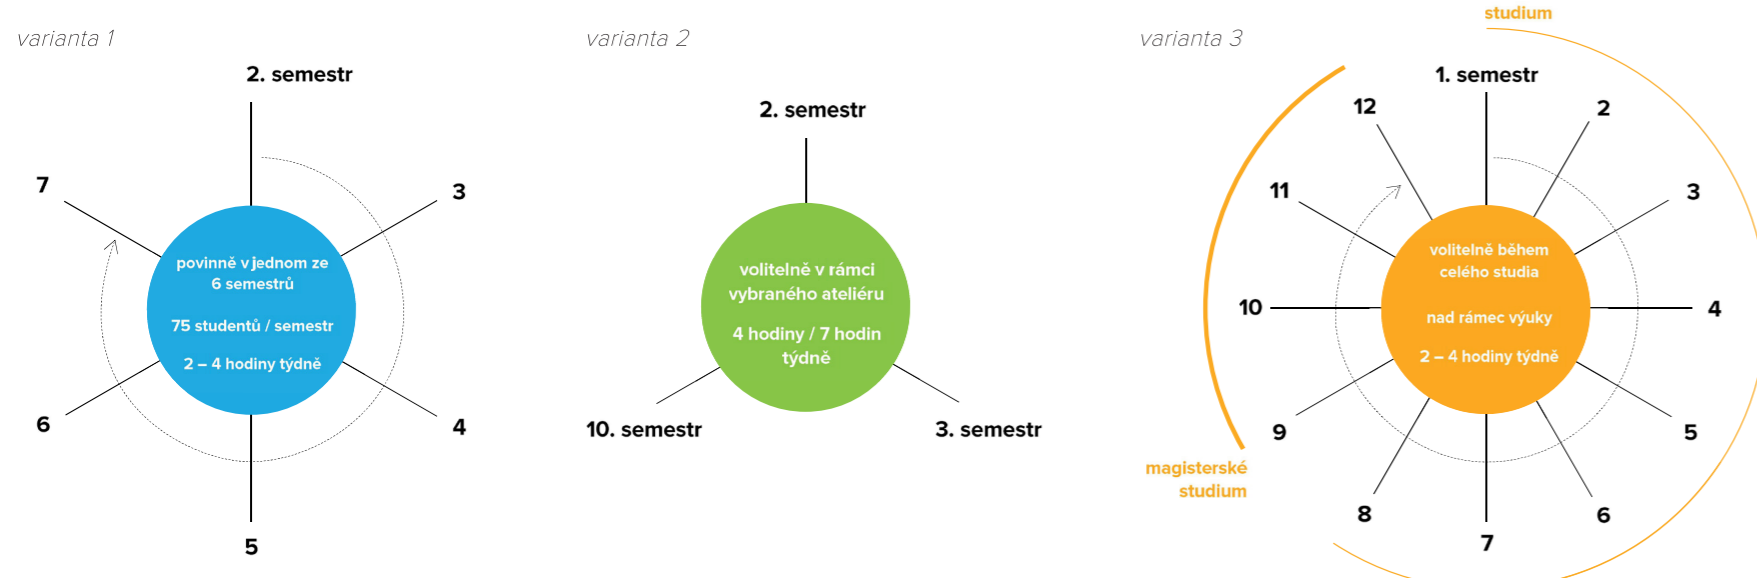 varianta 1
2. semestr
3
4
5
6
7
povinně v jednom ze
6 semestrů
75 studentů / semestr
2 – 4 hodiny týdně
varianta 2
2. semestr
3. semestr
10. semestr
volitelně v rámci
vybraného ateliéru
4 hodiny / 7 hodin
týdně
varianta 3
studium
1. semestr
2
3
4
5
6
7
8
9
10
11
12
volitelně během
celého studia
nad rámec výuky
2 – 4 hodiny týdně
magisterské
studium